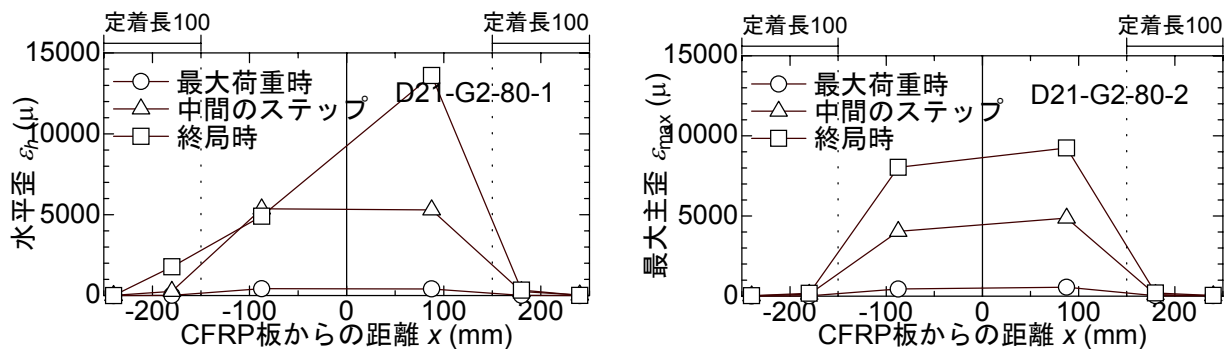 定着長100 定着長100
15000
最大荷重時 D21-G2-80-1
中間のステップ
10000
終局時
水平歪 εh (μ)
5000
0
-200 -100 0 100 200
CFRP板からの距離 x (mm)
定着長100 定着長100
15000
最大荷重時 D21-G2-80-2
中間のステップ
10000
終局時
最大主歪 εmax (μ)
5000
0
-200 -100 0 100 200
CFRP板からの距離 x (mm)